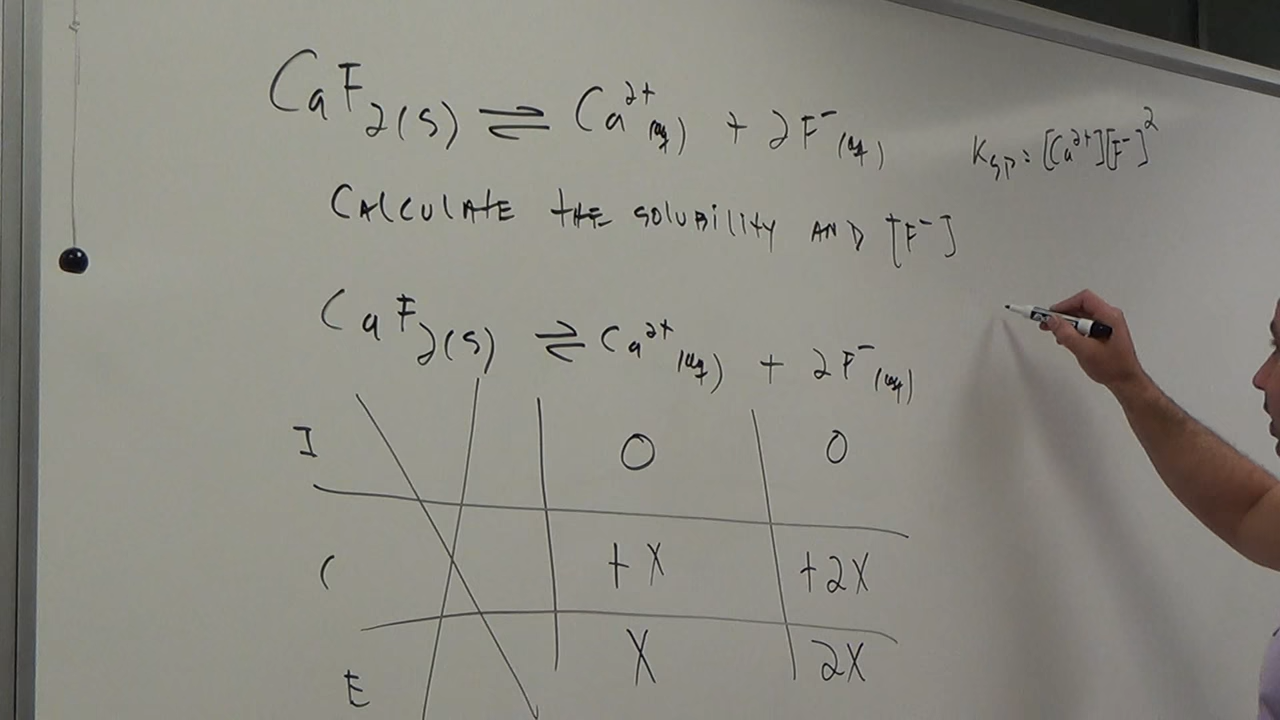 CaF2(s) ⇌ Ca2+(aq) + 2F-(aq)
Ksp = [Ca2+][F-]2
CALCULATE THE SOLUBILITY AND [F-]
CaF2(s) ⇌ Ca2+(aq) + 2F-(aq)
I 0 0
C +X +2X
E X 2X